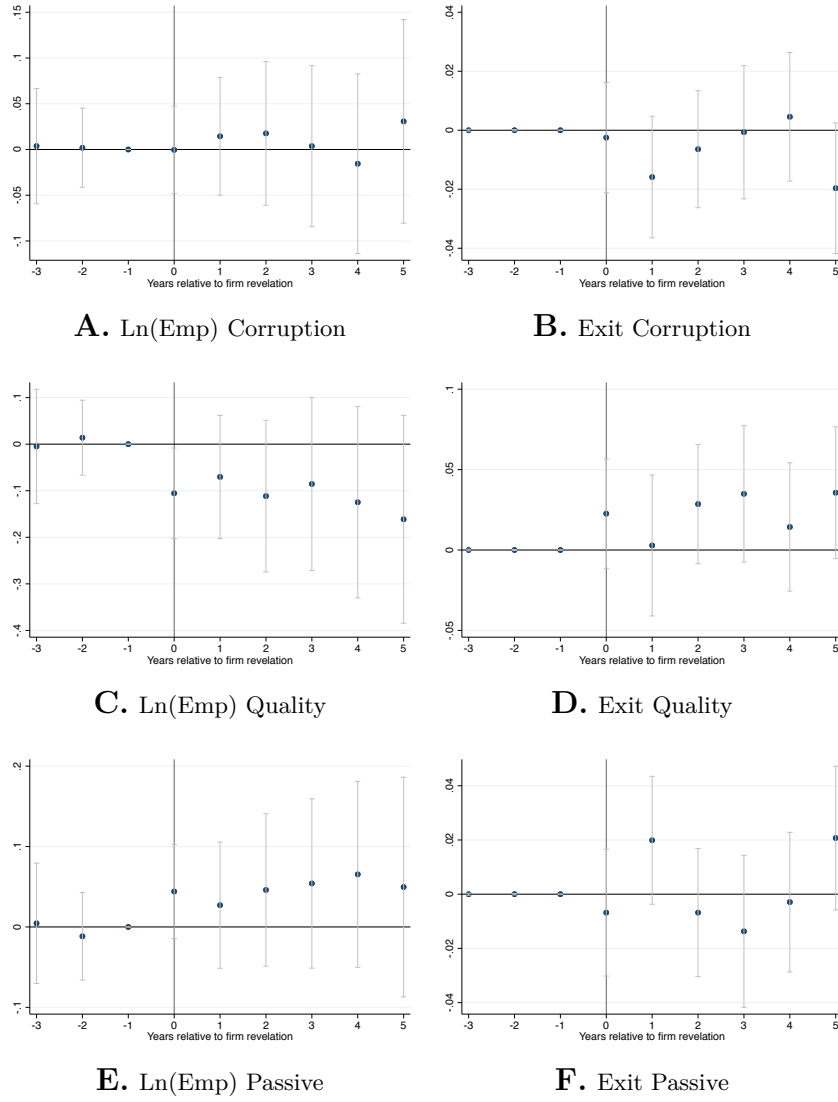 .15
.1
.05
0
-.05
-.1
-3 -2 -1 0 1 2 3 4 5
Years relative to firm revelation
A. Ln(Emp) Corruption
.04
.02
0
-.02
-.04
-3 -2 -1 0 1 2 3 4 5
Years relative to firm revelation
B. Exit Corruption
.1
0
-.1
-.2
-.3
-.4
-3 -2 -1 0 1 2 3 4 5
Years relative to firm revelation
C. Ln(Emp) Quality
.1
.05
0
-.05
-3 -2 -1 0 1 2 3 4 5
Years relative to firm revelation
D. Exit Quality
.2
.1
0
-.1
-3 -2 -1 0 1 2 3 4 5
Years relative to firm revelation
E. Ln(Emp) Passive
.04
.02
0
-.02
-.04
-3 -2 -1 0 1 2 3 4 5
Years relative to firm revelation
F. Exit Passive